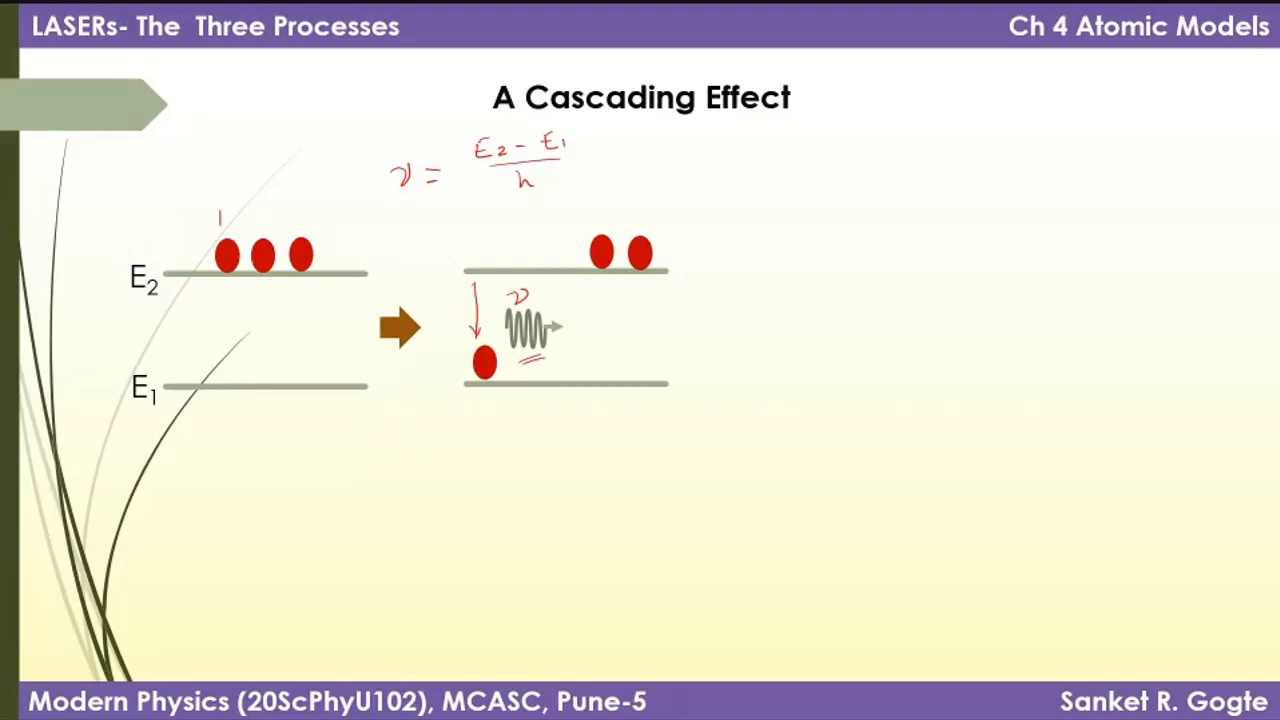 LASERs- The Three Processes
Ch 4 Atomic Models
A Cascading Effect
ν = E₂ - E₁ / h
1
E₂
ν
E₁
Modern Physics (20ScPhyU102), MCASC, Pune-5
Sanket R. Gogte